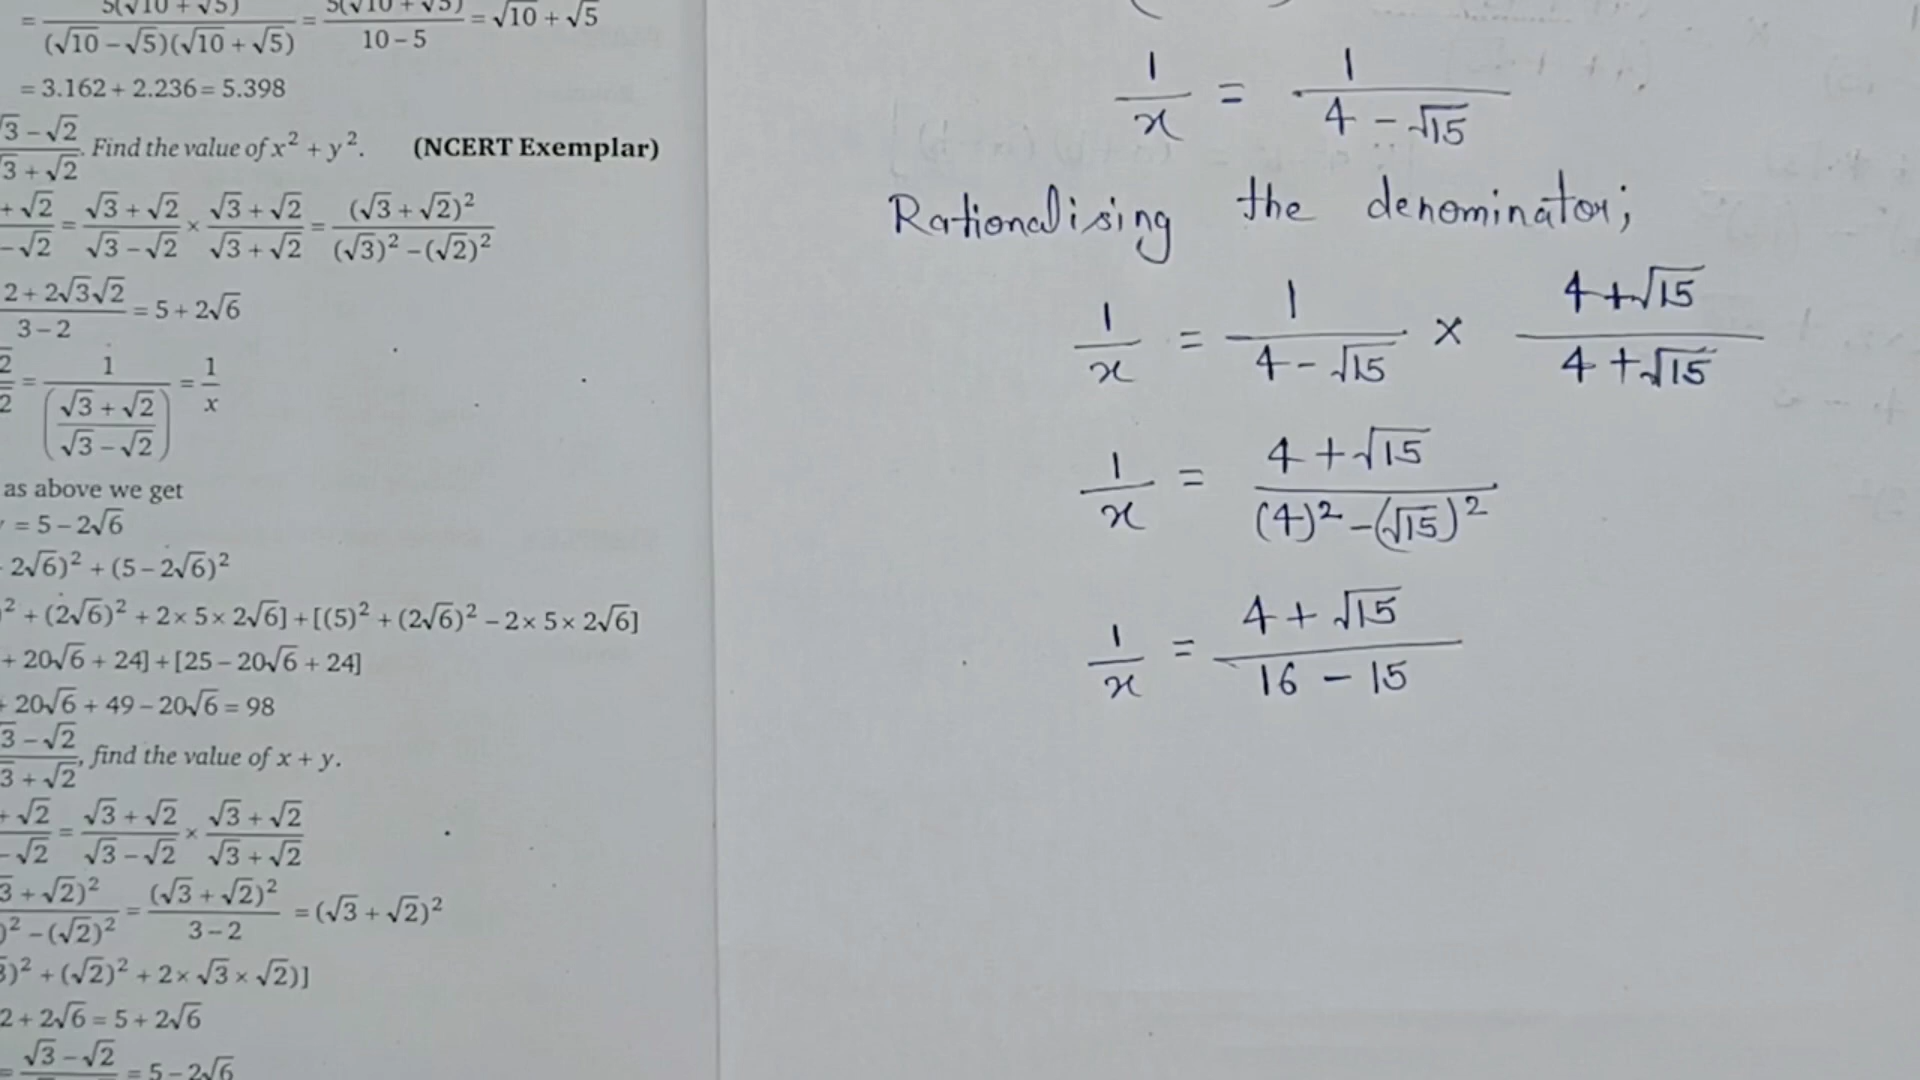 = 5(√10 + √5) / (√10 − √5)(√10 + √5) = 5(√10 + √5) / 10 − 5 = √10 + √5
= 3.162 + 2.236 = 5.398
√3 − √2 / √3 + √2. Find the value of x² + y². (NCERT Exemplar)
+ √2 / − √2 = √3 + √2 / √3 − √2 × √3 + √2 / √3 + √2 = (√3 + √2)² / (√3)² − (√2)²
2 + 2√3√2 / 3 − 2 = 5 + 2√6
2 / 2 = 1 / (√3 + √2 / √3 − √2) = 1 / x
as above we get
= 5 − 2√6
2√6)² + (5 − 2√6)²
² + (2√6)² + 2 × 5 × 2√6] + [(5)² + (2√6)² − 2 × 5 × 2√6]
+ 20√6 + 24] + [25 − 20√6 + 24]
+ 20√6 + 49 − 20√6 = 98
3 − √2 / 3 + √2, find the value of x + y.
+ √2 / − √2 = √3 + √2 / √3 − √2 × √3 + √2 / √3 + √2
3 + √2)² / )² − (√2)² = (√3 + √2)² / 3 − 2 = (√3 + √2)²
3)² + (√2)² + 2 × √3 × √2)]
2 + 2√6 = 5 + 2√6
= √3 − √2 = 5 − 2√6
1 / x = 1 / 4 − √15
Rationalising the denominator;
1 / x = 1 / 4 − √15 × 4 + √15 / 4 + √15
1 / x = 4 + √15 / (4)² − (√15)²
1 / x = 4 + √15 / 16 − 15